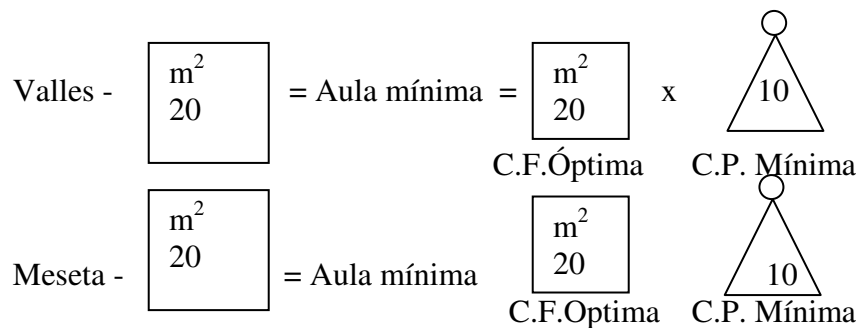 m² m²
Valles - 20 = Aula mínima = 20 x 10
C.F.Óptima C.P. Mínima
m² m²
Meseta - 20 = Aula mínima 20 10
C.F.Optima C.P. Mínima